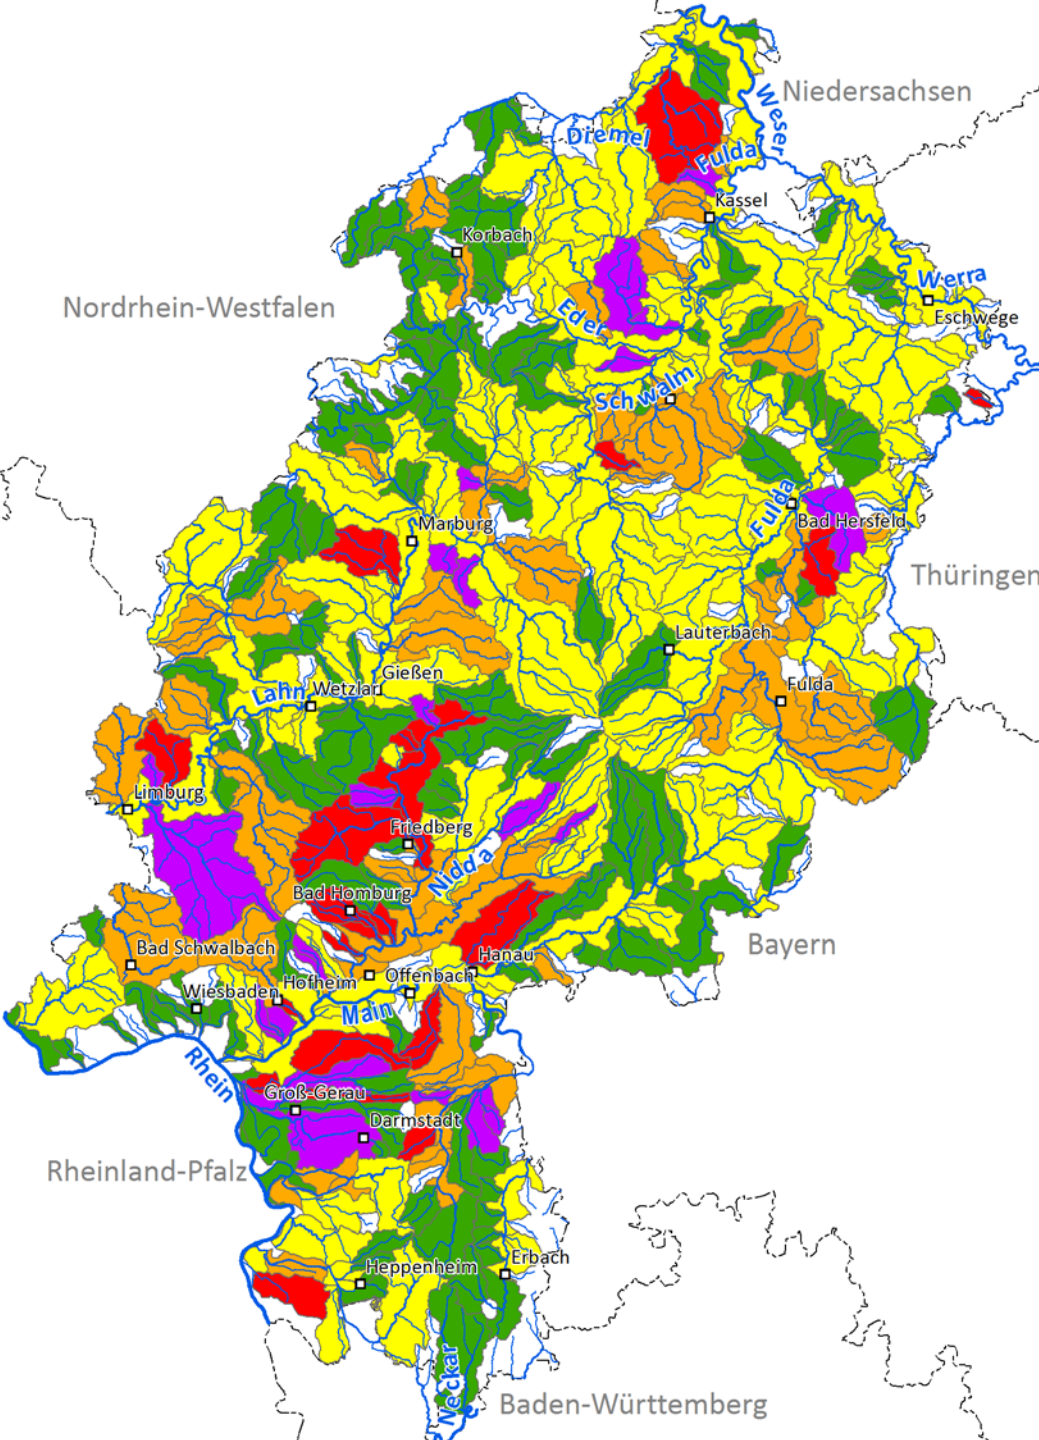 Niedersachsen
Weser
Diemel
Fulda
Kassel
Korbach
Werra
Nordrhein-Westfalen
Eder
Eschwege
Schwalm
Fulda
Marburg
Bad Hersfeld
Thüringen
Lauterbach
Gießen
Lahn
Wetzlar
Fulda
Limburg
Friedberg
Nidda
Bad Homburg
Bayern
Bad Schwalbach
Hanau
Offenbach
Hofheim
Wiesbaden
Main
Rhein
Groß-Gerau
Darmstadt
Rheinland-Pfalz
Erbach
Heppenheim
Neckar
Baden-Württemberg